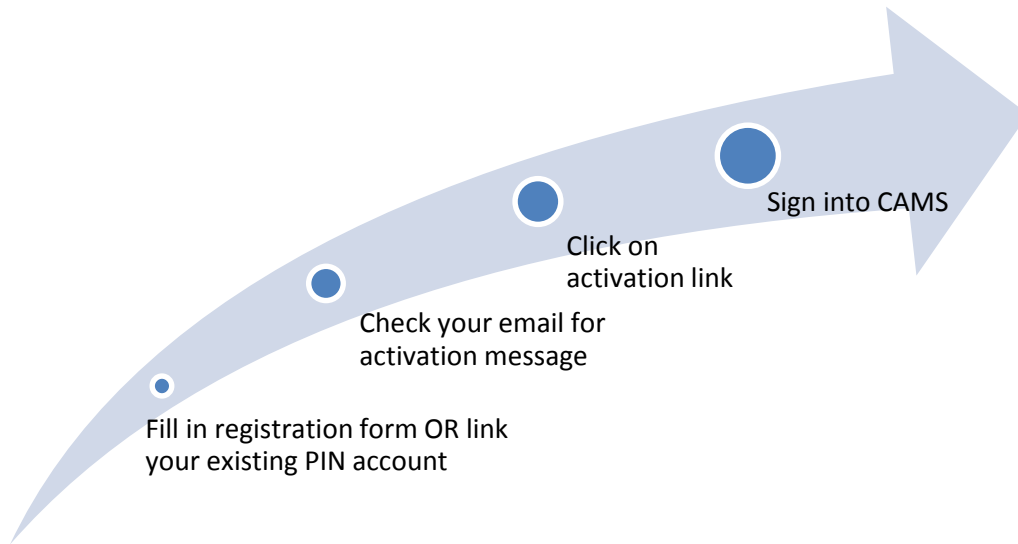 Fill in registration form OR link
your existing PIN account
Check your email for
activation message
Click on
activation link
Sign into CAMS